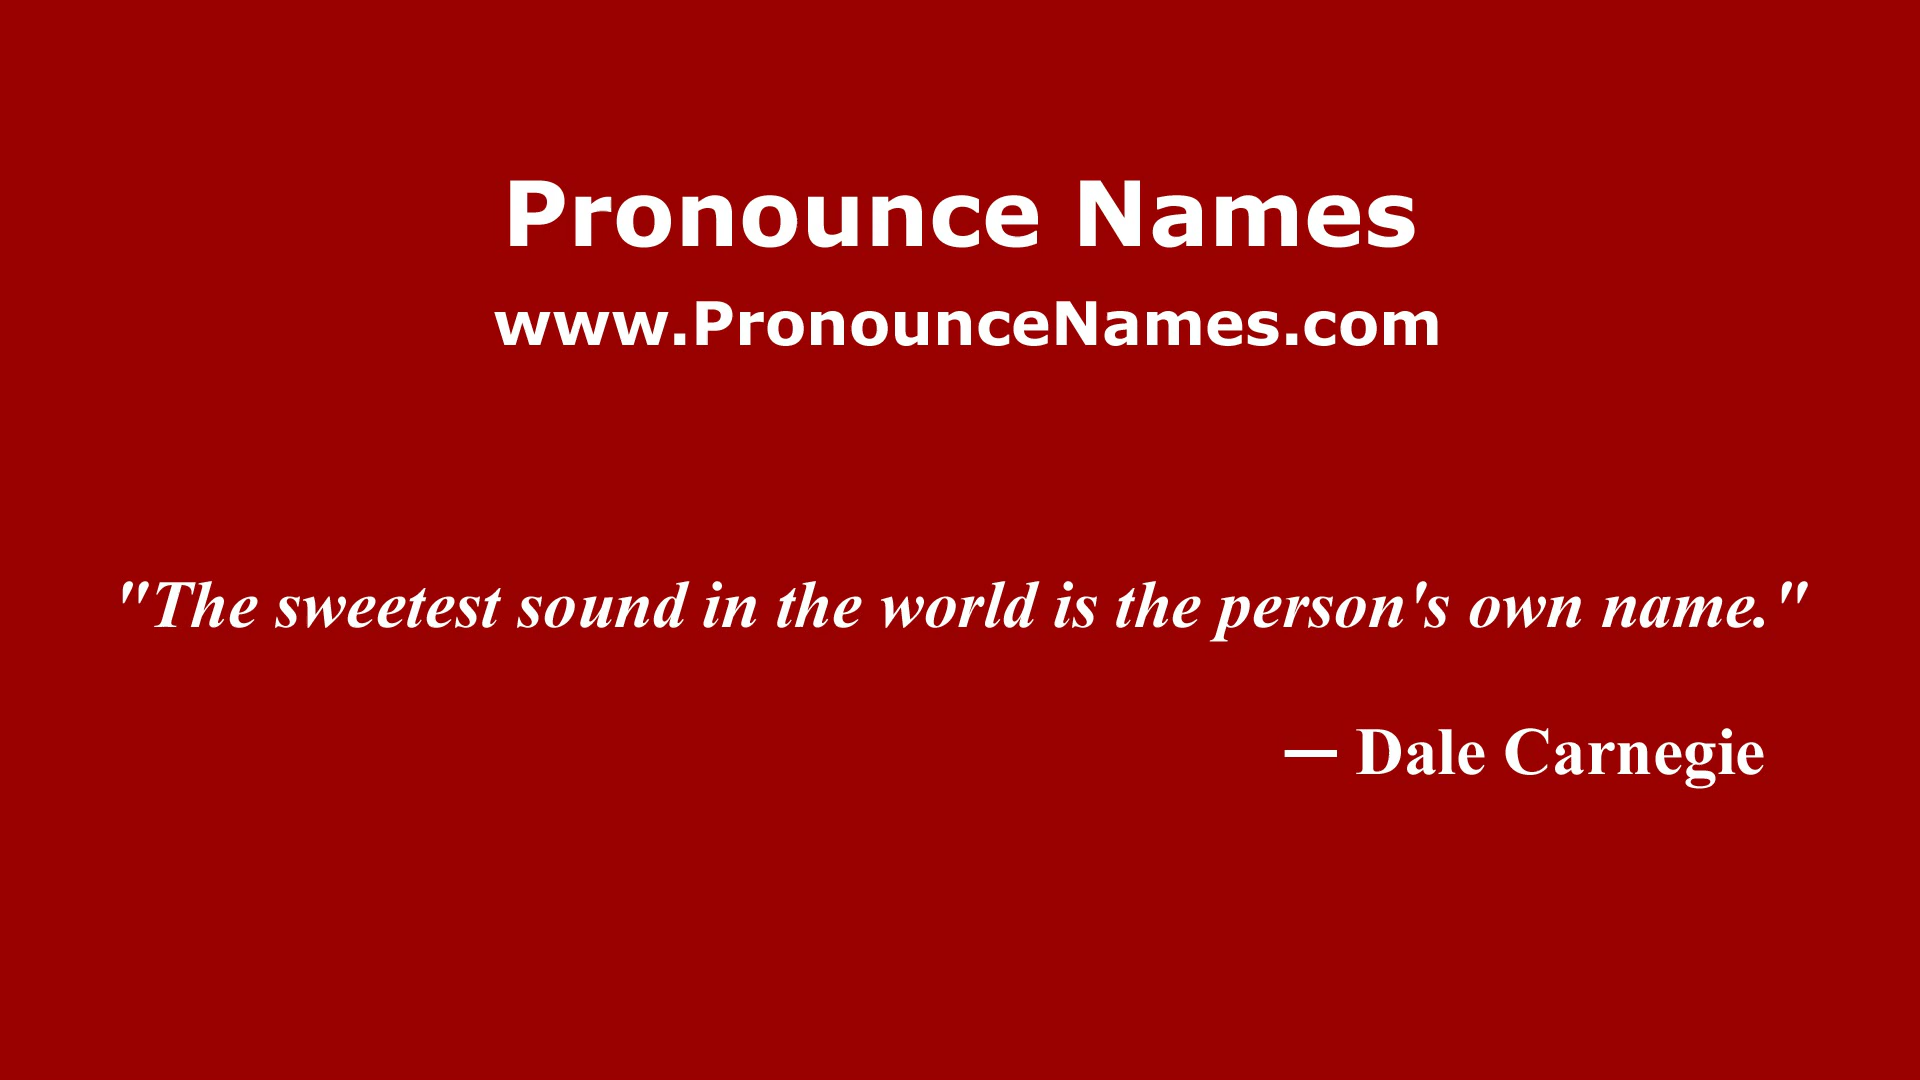 Pronounce Names
www.PronounceNames.com
"The sweetest sound in the world is the person's own name."
— Dale Carnegie